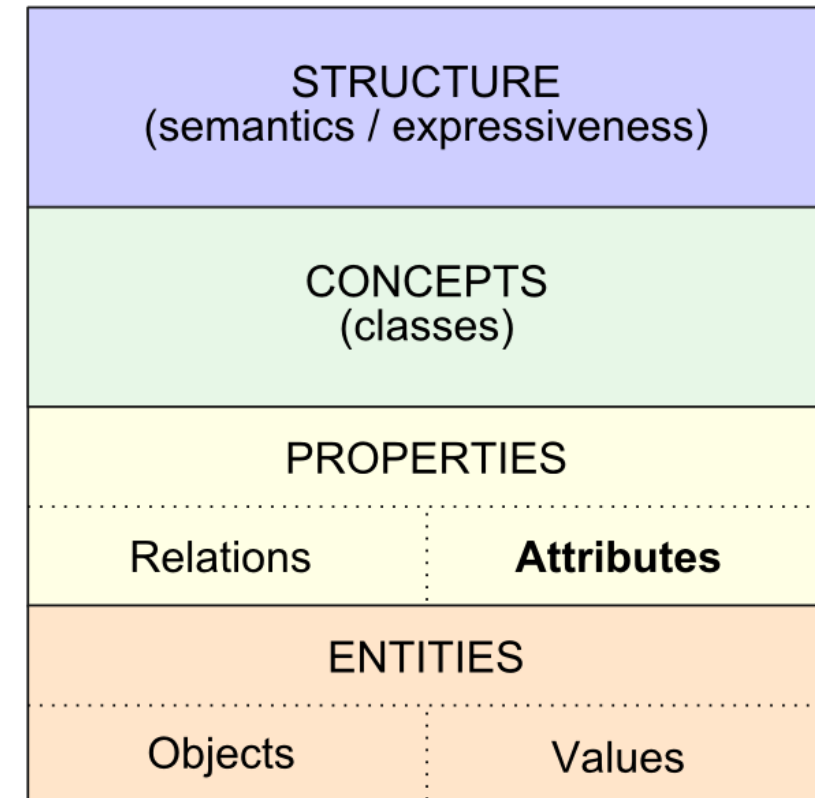 STRUCTURE
(semantics / expressiveness)
CONCEPTS
(classes)
PROPERTIES
Relations
Attributes
ENTITIES
Objects
Values